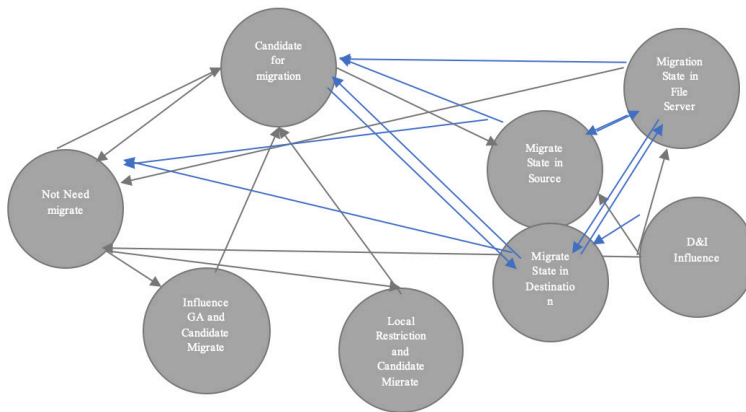 Candidate
for
migration
Migration
State in
File
Server
Migrate
State in
Source
Not Need
migrate
D&I
Influence
Migrate
State in
Destinatio
n
Influence
GA and
Candidate
Migrate
Local
Restriction
and
Candidate
Migrate